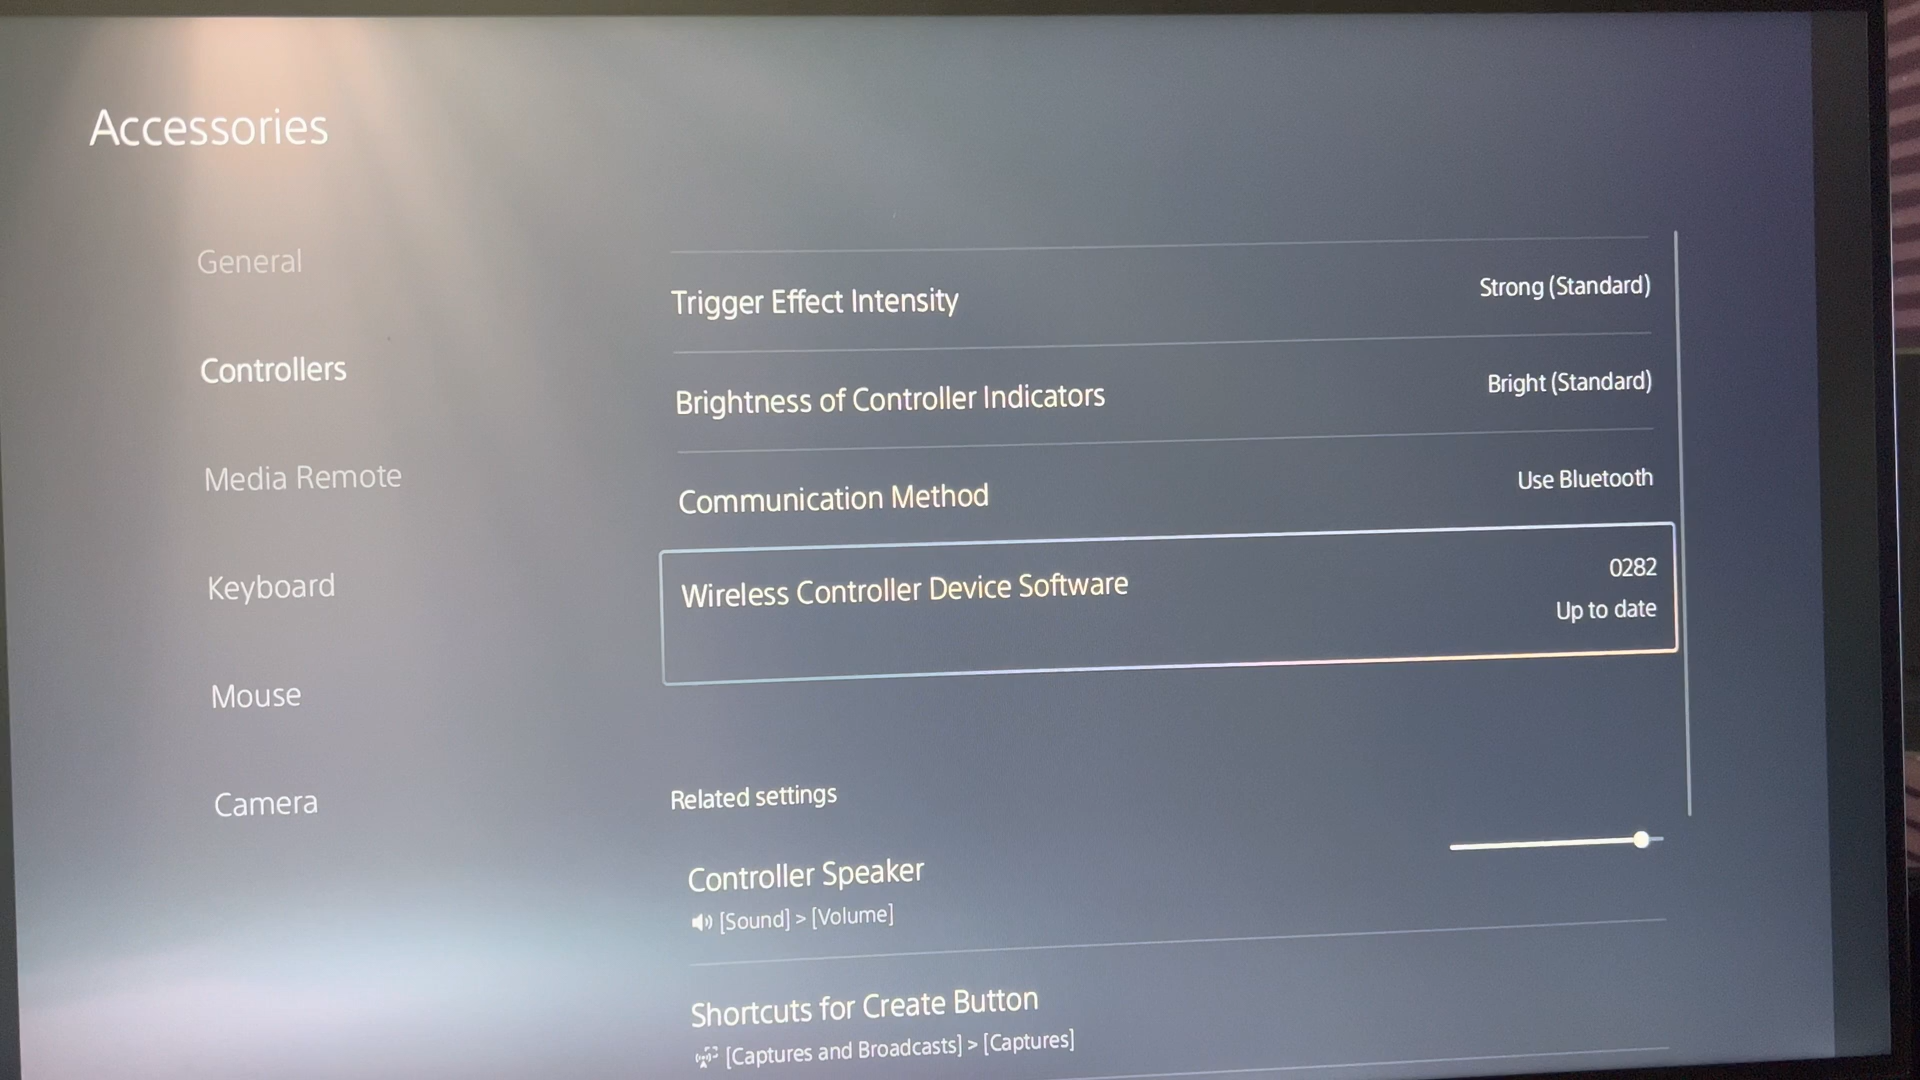 Accessories
General
Controllers
Media Remote
Keyboard
Mouse
Camera
Trigger Effect Intensity
Strong (Standard)
Brightness of Controller Indicators
Bright (Standard)
Communication Method
Use Bluetooth
Wireless Controller Device Software
0282
Up to date
Related settings
Controller Speaker
[Sound] > [Volume]
Shortcuts for Create Button
[Captures and Broadcasts] > [Captures]